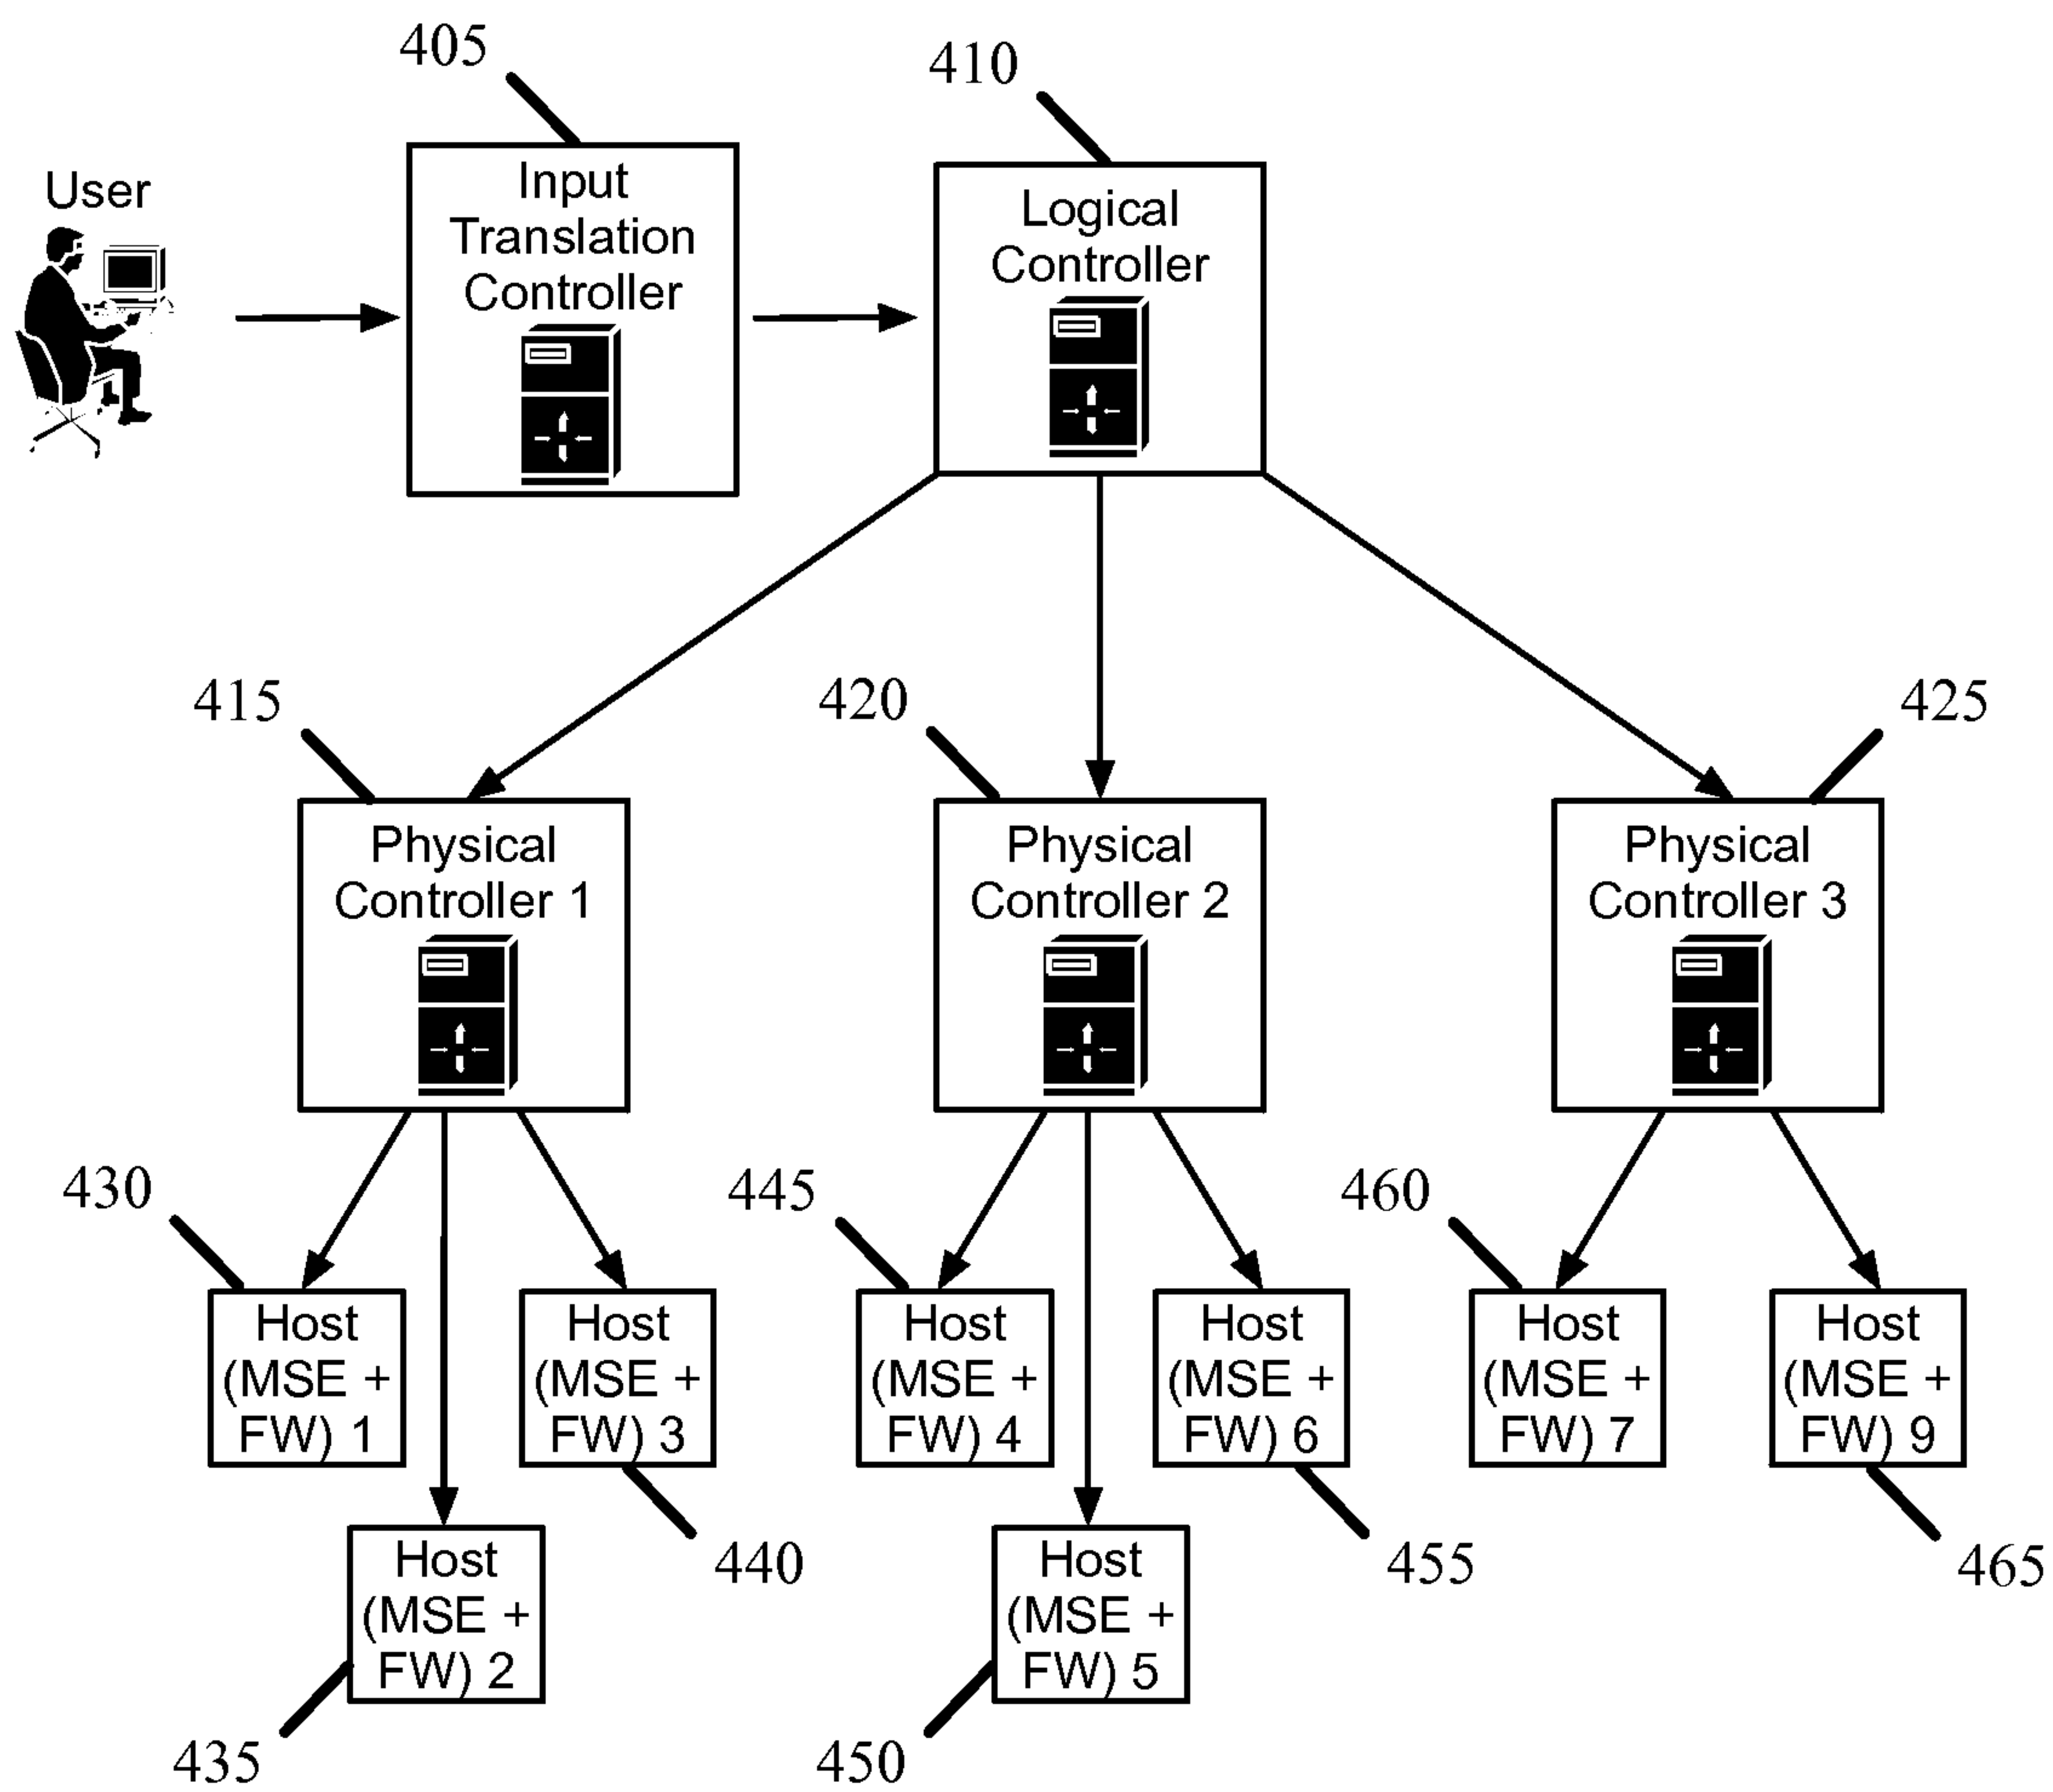 405
410
User
Input
Translation
Controller
Logical
Controller
415
420
425
Physical
Controller 1
Physical
Controller 2
Physical
Controller 3
430
445
460
Host
(MSE +
FW) 1
Host
(MSE +
FW) 3
Host
(MSE +
FW) 4
Host
(MSE +
FW) 6
Host
(MSE +
FW) 7
Host
(MSE +
FW) 9
440
455
465
Host
(MSE +
FW) 2
Host
(MSE +
FW) 5
435
450